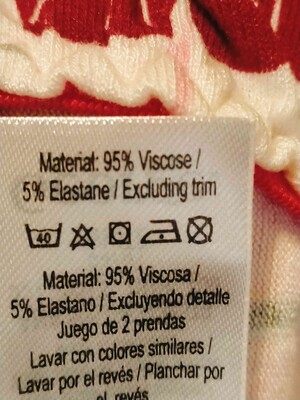 Material: 95% Viscose /
5% Elastane / Excluding trim
40
Material: 95% Viscosa /
5% Elastano / Excluyendo detalle
Juego de 2 prendas
Lavar con colores similares /
Lavar por el revés / Planchar por
el revés